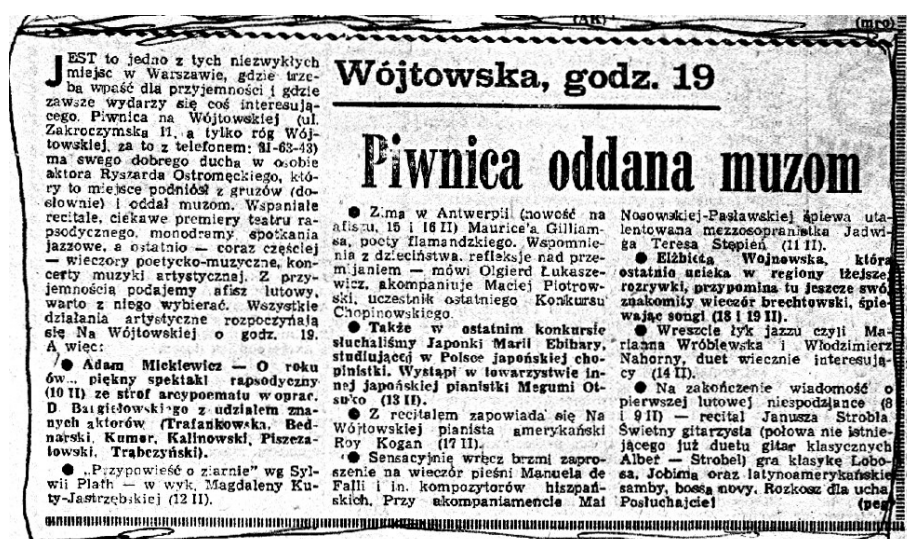 (AK)
(mro)
JEST to jedno z tych niezwykłych
miejsc w Warszawie, gdzie trze-
ba wpaść dla przyjemności i gdzie
zawsze wydarzy się coś interesują-
cego. Piwnica na Wójtowskiej (ul.
Zakroczymska 11, a tylko róg Wój-
towskiej, za to z telefonem: 31-63-43)
ma swego dobrego ducha w osobie
aktora Ryszarda Ostromęckiego, któ-
ry to miejsce podniósł z gruzów (do-
słownie) i oddał muzom. Wspaniałe
recitale, ciekawe premiery teatru ra-
psodycznego, monodramy, spotkania
jazzowe, a ostatnio — coraz częściej
— wieczory poetycko-muzyczne, kon-
certy muzyki artystycznej. Z przy-
jemnością podajemy afisz lutowy,
warto z niego wybierać. Wszystkie
działania artystyczne rozpoczynają
się Na Wójtowskiej o godz. 19.
A więc:
● Adam Mickiewicz — O roku
ów... piękny spektakl rapsodyczny
(10 II) ze strof arcypoematu w oprac.
D. Bargiełowskiego z udziałem zna-
nych aktorów (Trafankowska, Bed-
narski, Kumor, Kalinowski, Piszcza-
towski, Trąbczyński).
● „Przypowieść o ziarnie" wg Syl-
wii Plath — w wyk. Magdaleny Ku-
ty-Jastrzębskiej (12 II).
Wójtowska, godz. 19
Piwnica oddana muzom
● Zima w Antwerpii (nowość na
afiszu, 15 i 16 II) Maurice'a Gilliam-
sa, poety flamandzkiego. Wspomnie-
nia z dzieciństwa, refleksje nad prze-
mijaniem — mówi Olgierd Łukasze-
wicz, akompaniuje Maciej Piotrow-
ski, uczestnik ostatniego Konkursu
Chopinowskiego.
● Także w ostatnim konkursie
słuchaliśmy Japonki Marii Ebihary,
studiującej w Polsce japońskiej cho-
pinistki. Wystąpi w towarzystwie in-
nej japońskiej pianistki Megumi Ot-
suko (13 II).
● Z recitalem zapowiada się Na
Wójtowskiej pianista amerykański
Roy Kogan (17 II).
● Sensacyjnie wręcz brzmi zapro-
szenie na wieczór pieśni Manuela de
Falli i in. kompozytorów hiszpań-
skich. Przy akompaniamencie Mai
Nosowskiej-Pasławskiej śpiewa uta-
lentowana mezzosopranistka Jadwi-
ga Teresa Stępień (11 II).
● Elżbieta Wojnowska, która
ostatnio ucieka w regiony lżejszej
rozrywki, przypomina tu jeszcze swój
znakomity wieczór brechtowski, śpie-
wając songi (18 i 19 II).
● Wreszcie łyk jazzu czyli Ma-
rianna Wróblewska i Włodzimierz
Nahorny, duet wiecznie interesują-
cy (14 II).
● Na zakończenie wiadomość o
pierwszej lutowej niespodziance (8
i 9 II) — recital Janusza Strobla.
Świetny gitarzysta (połowa nie istnie-
jącego już duetu gitar klasycznych
Alber — Strobel) gra klasykę Lobo-
sa, Jobima oraz latynoamerykańskie
samby, bossa novy. Rozkosz dla ucha.
Posłuchajcie! (peg)